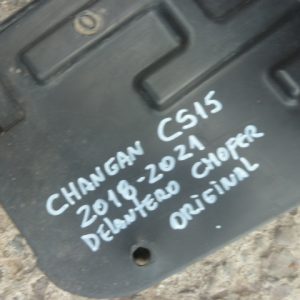 CHANGAN CS15
2018-2021
DELANTERO CHOFER
ORIGINAL